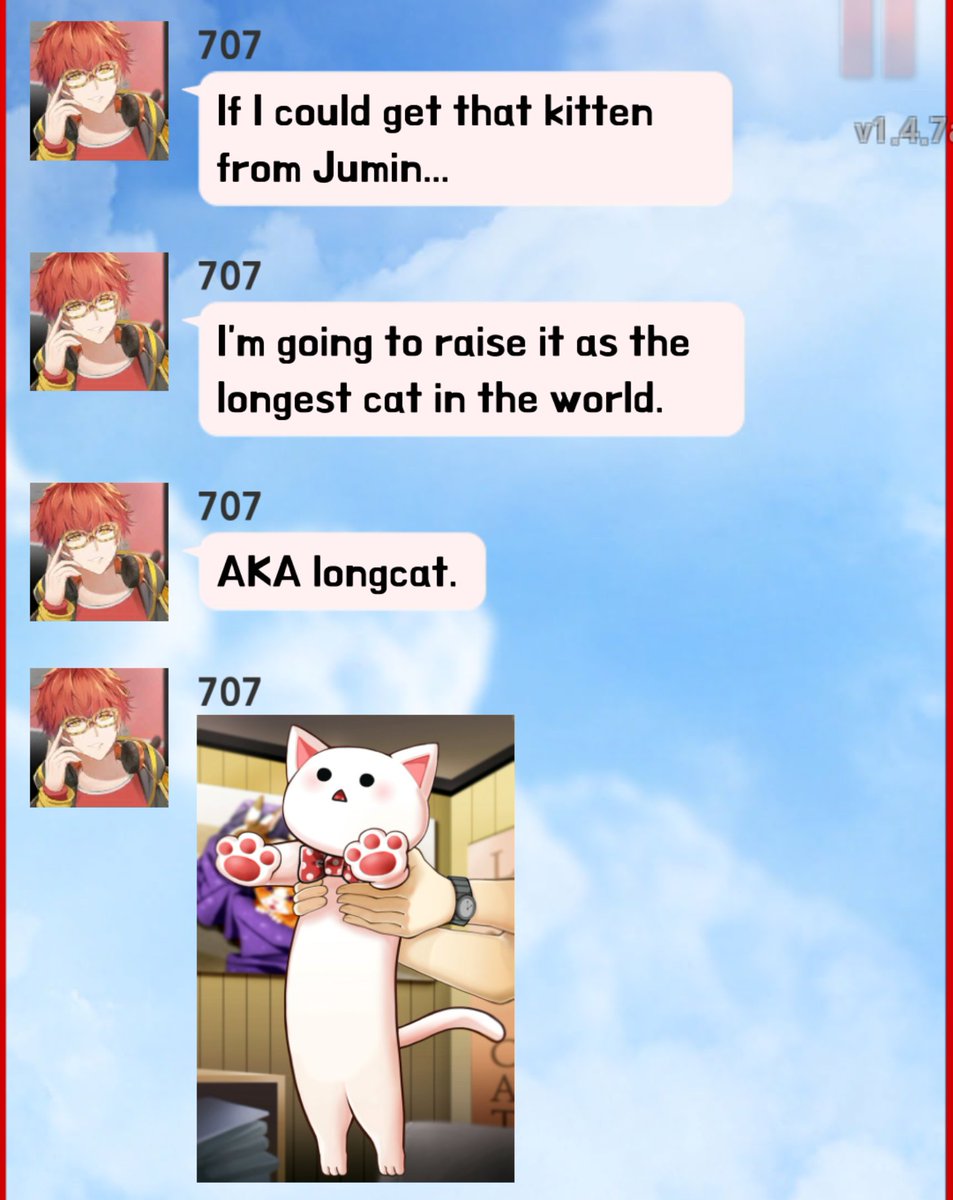 707
If I could get that kitten
from Jumin...
v1.4.7
707
I'm going to raise it as the
longest cat in the world.
707
AKA longcat.
707
L
CAT